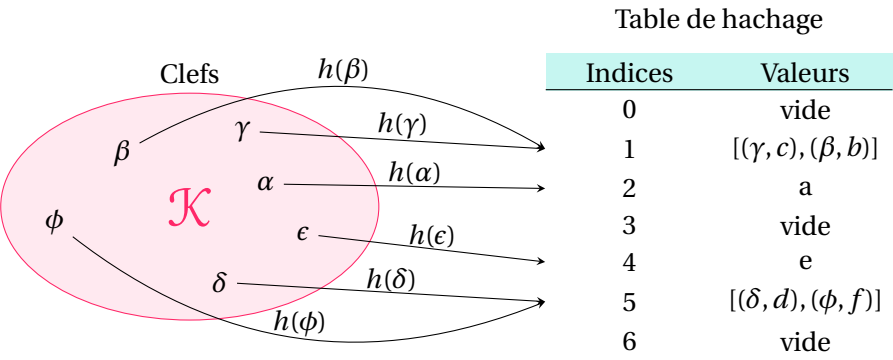 Table de hachage
Clefs
h(β)
Indices Valeurs
0 vide
γ
h(γ)
β
1 [(γ, c), (β, b)]
α
h(α)
2 a
𝒦
ϕ
3 vide
ϵ
h(ϵ)
4 e
δ
h(δ)
5 [(δ, d), (ϕ, f)]
h(ϕ)
6 vide